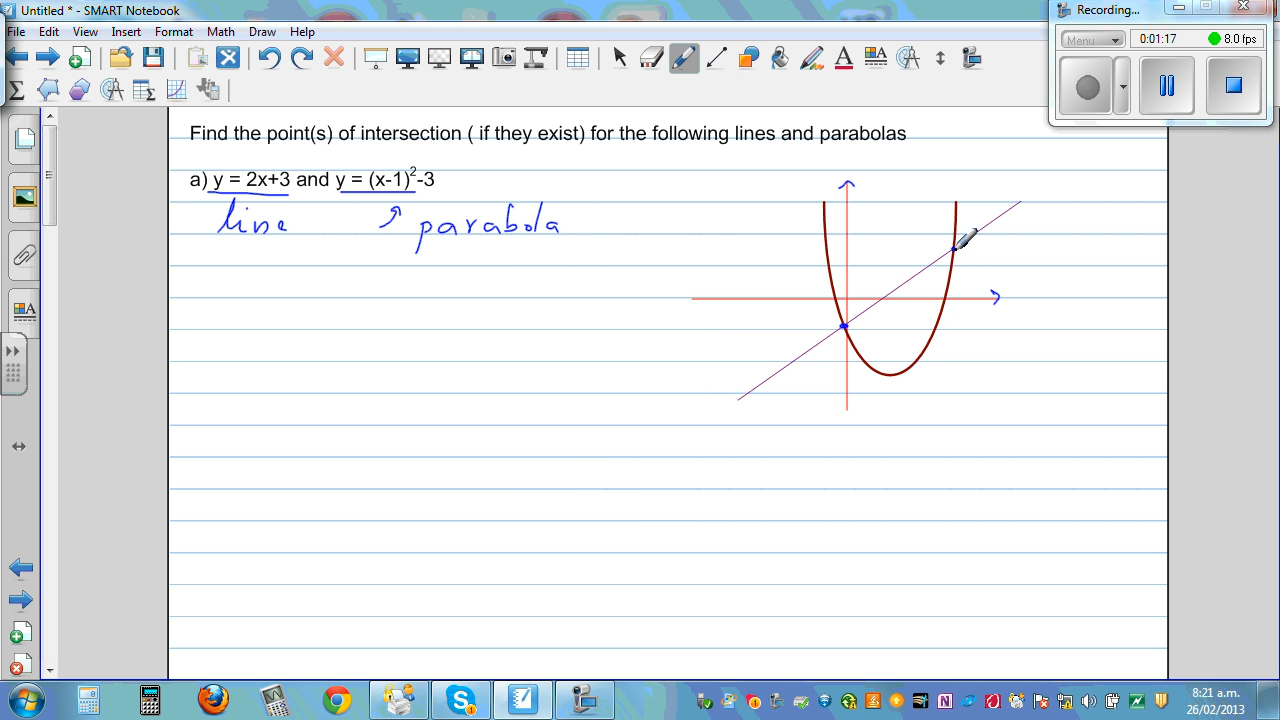 Untitled * - SMART Notebook
File Edit View Insert Format Math Draw Help
Recording...
Menu 0:01:17 8.0 fps
Find the point(s) of intersection ( if they exist) for the following lines and parabolas
a) y = 2x+3 and y = (x-1)²-3
line parabola
8:21 a.m.
26/02/2013